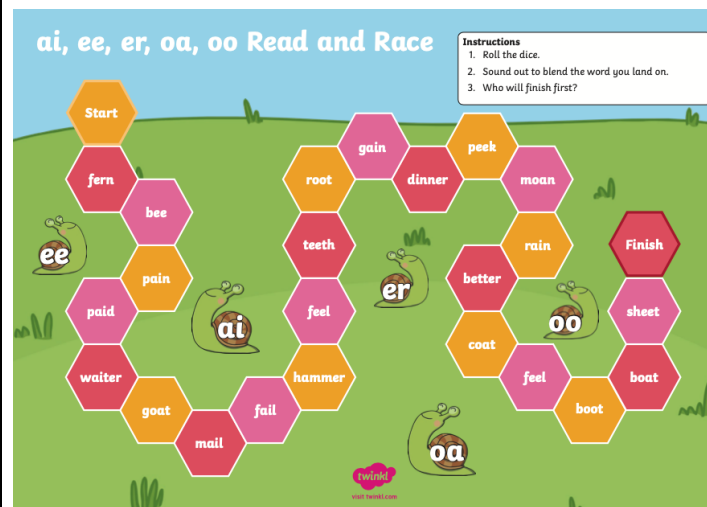 ai, ee, er, oa, oo Read and Race
Instructions
1. Roll the dice.
2. Sound out to blend the word you land on.
3. Who will finish first?
Start
fern
bee
pain
paid
waiter
goat
mail
fail
hammer
feel
teeth
root
gain
dinner
peek
moan
rain
better
coat
feel
boot
boat
sheet
Finish
ee
ai
er
oo
oa
twinkl
visit twinkl.com